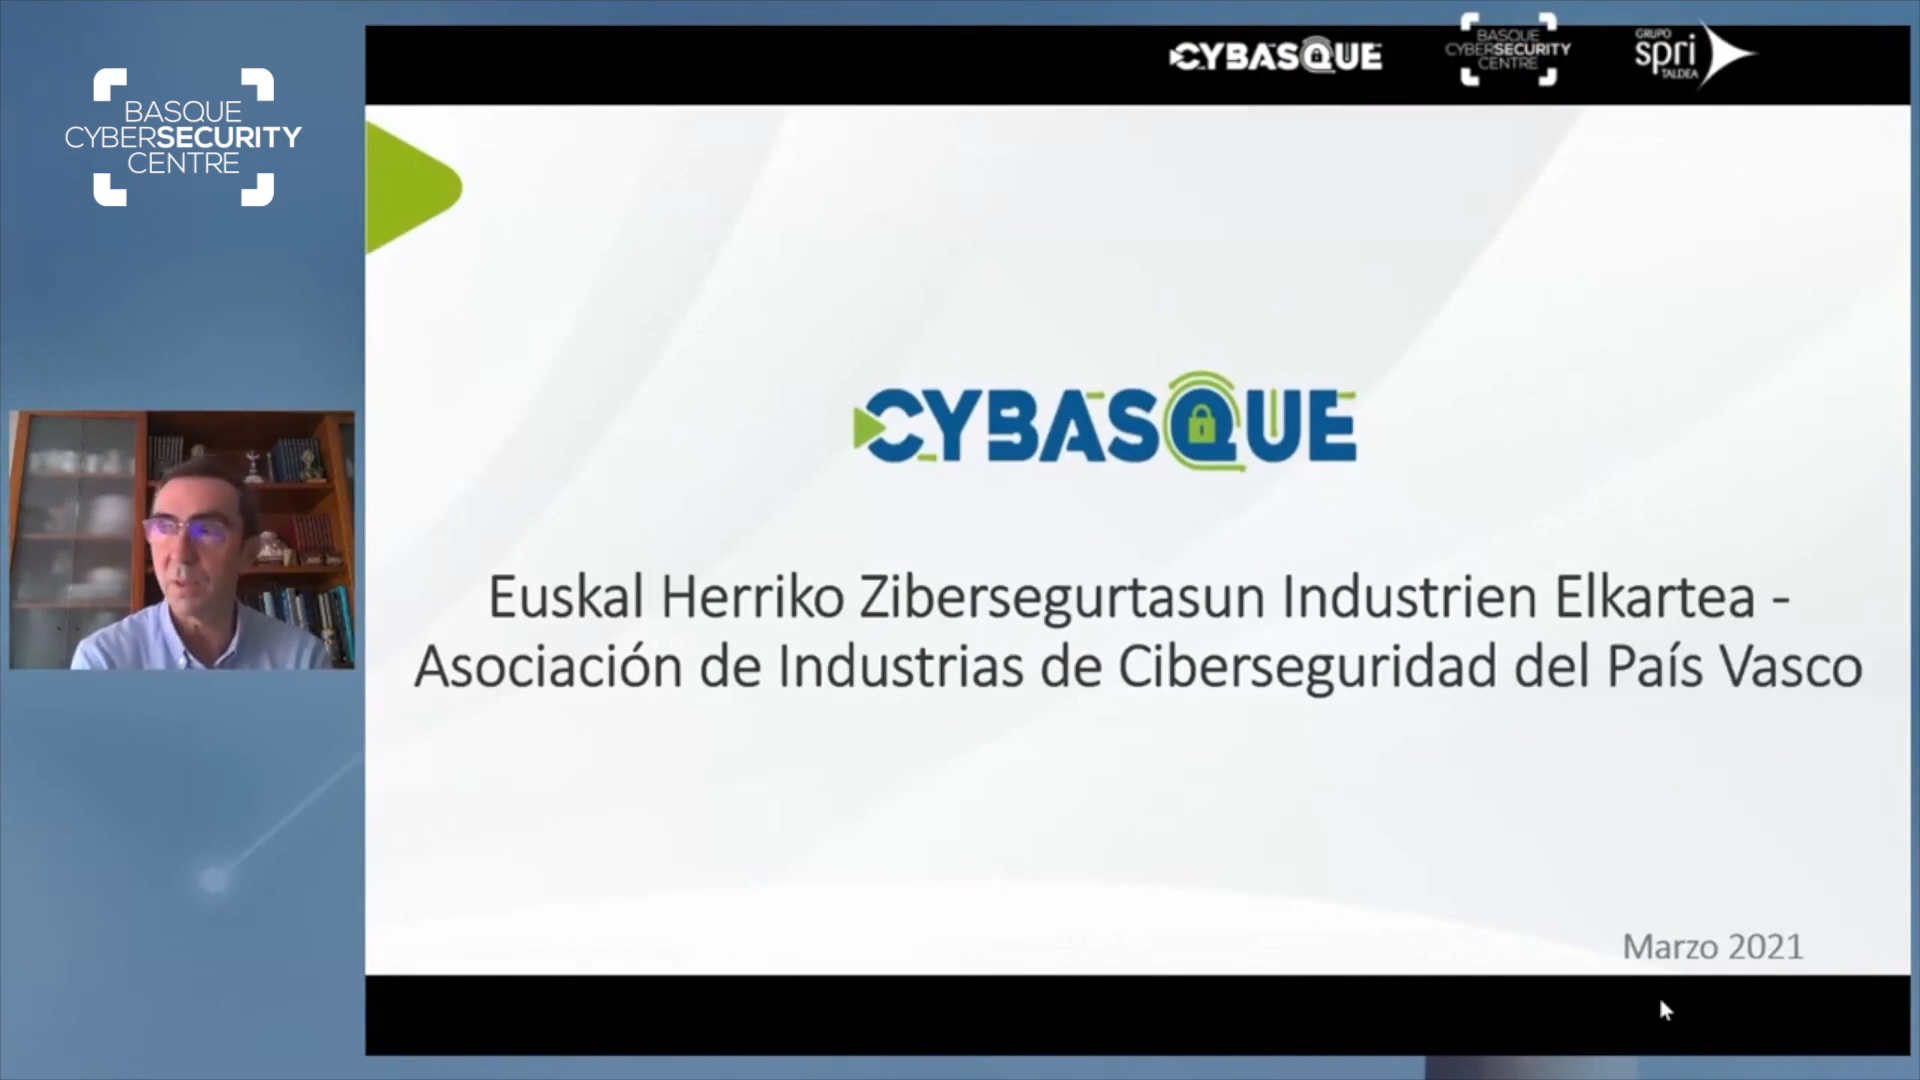 BASQUE
CYBERSECURITY
CENTRE
CYBASQUE
BASQUE
CYBERSECURITY
CENTRE
GRUPO
spri
TALDEA
CYBASQUE
Euskal Herriko Zibersegurtasun Industrien Elkartea -
Asociación de Industrias de Ciberseguridad del País Vasco
Marzo 2021